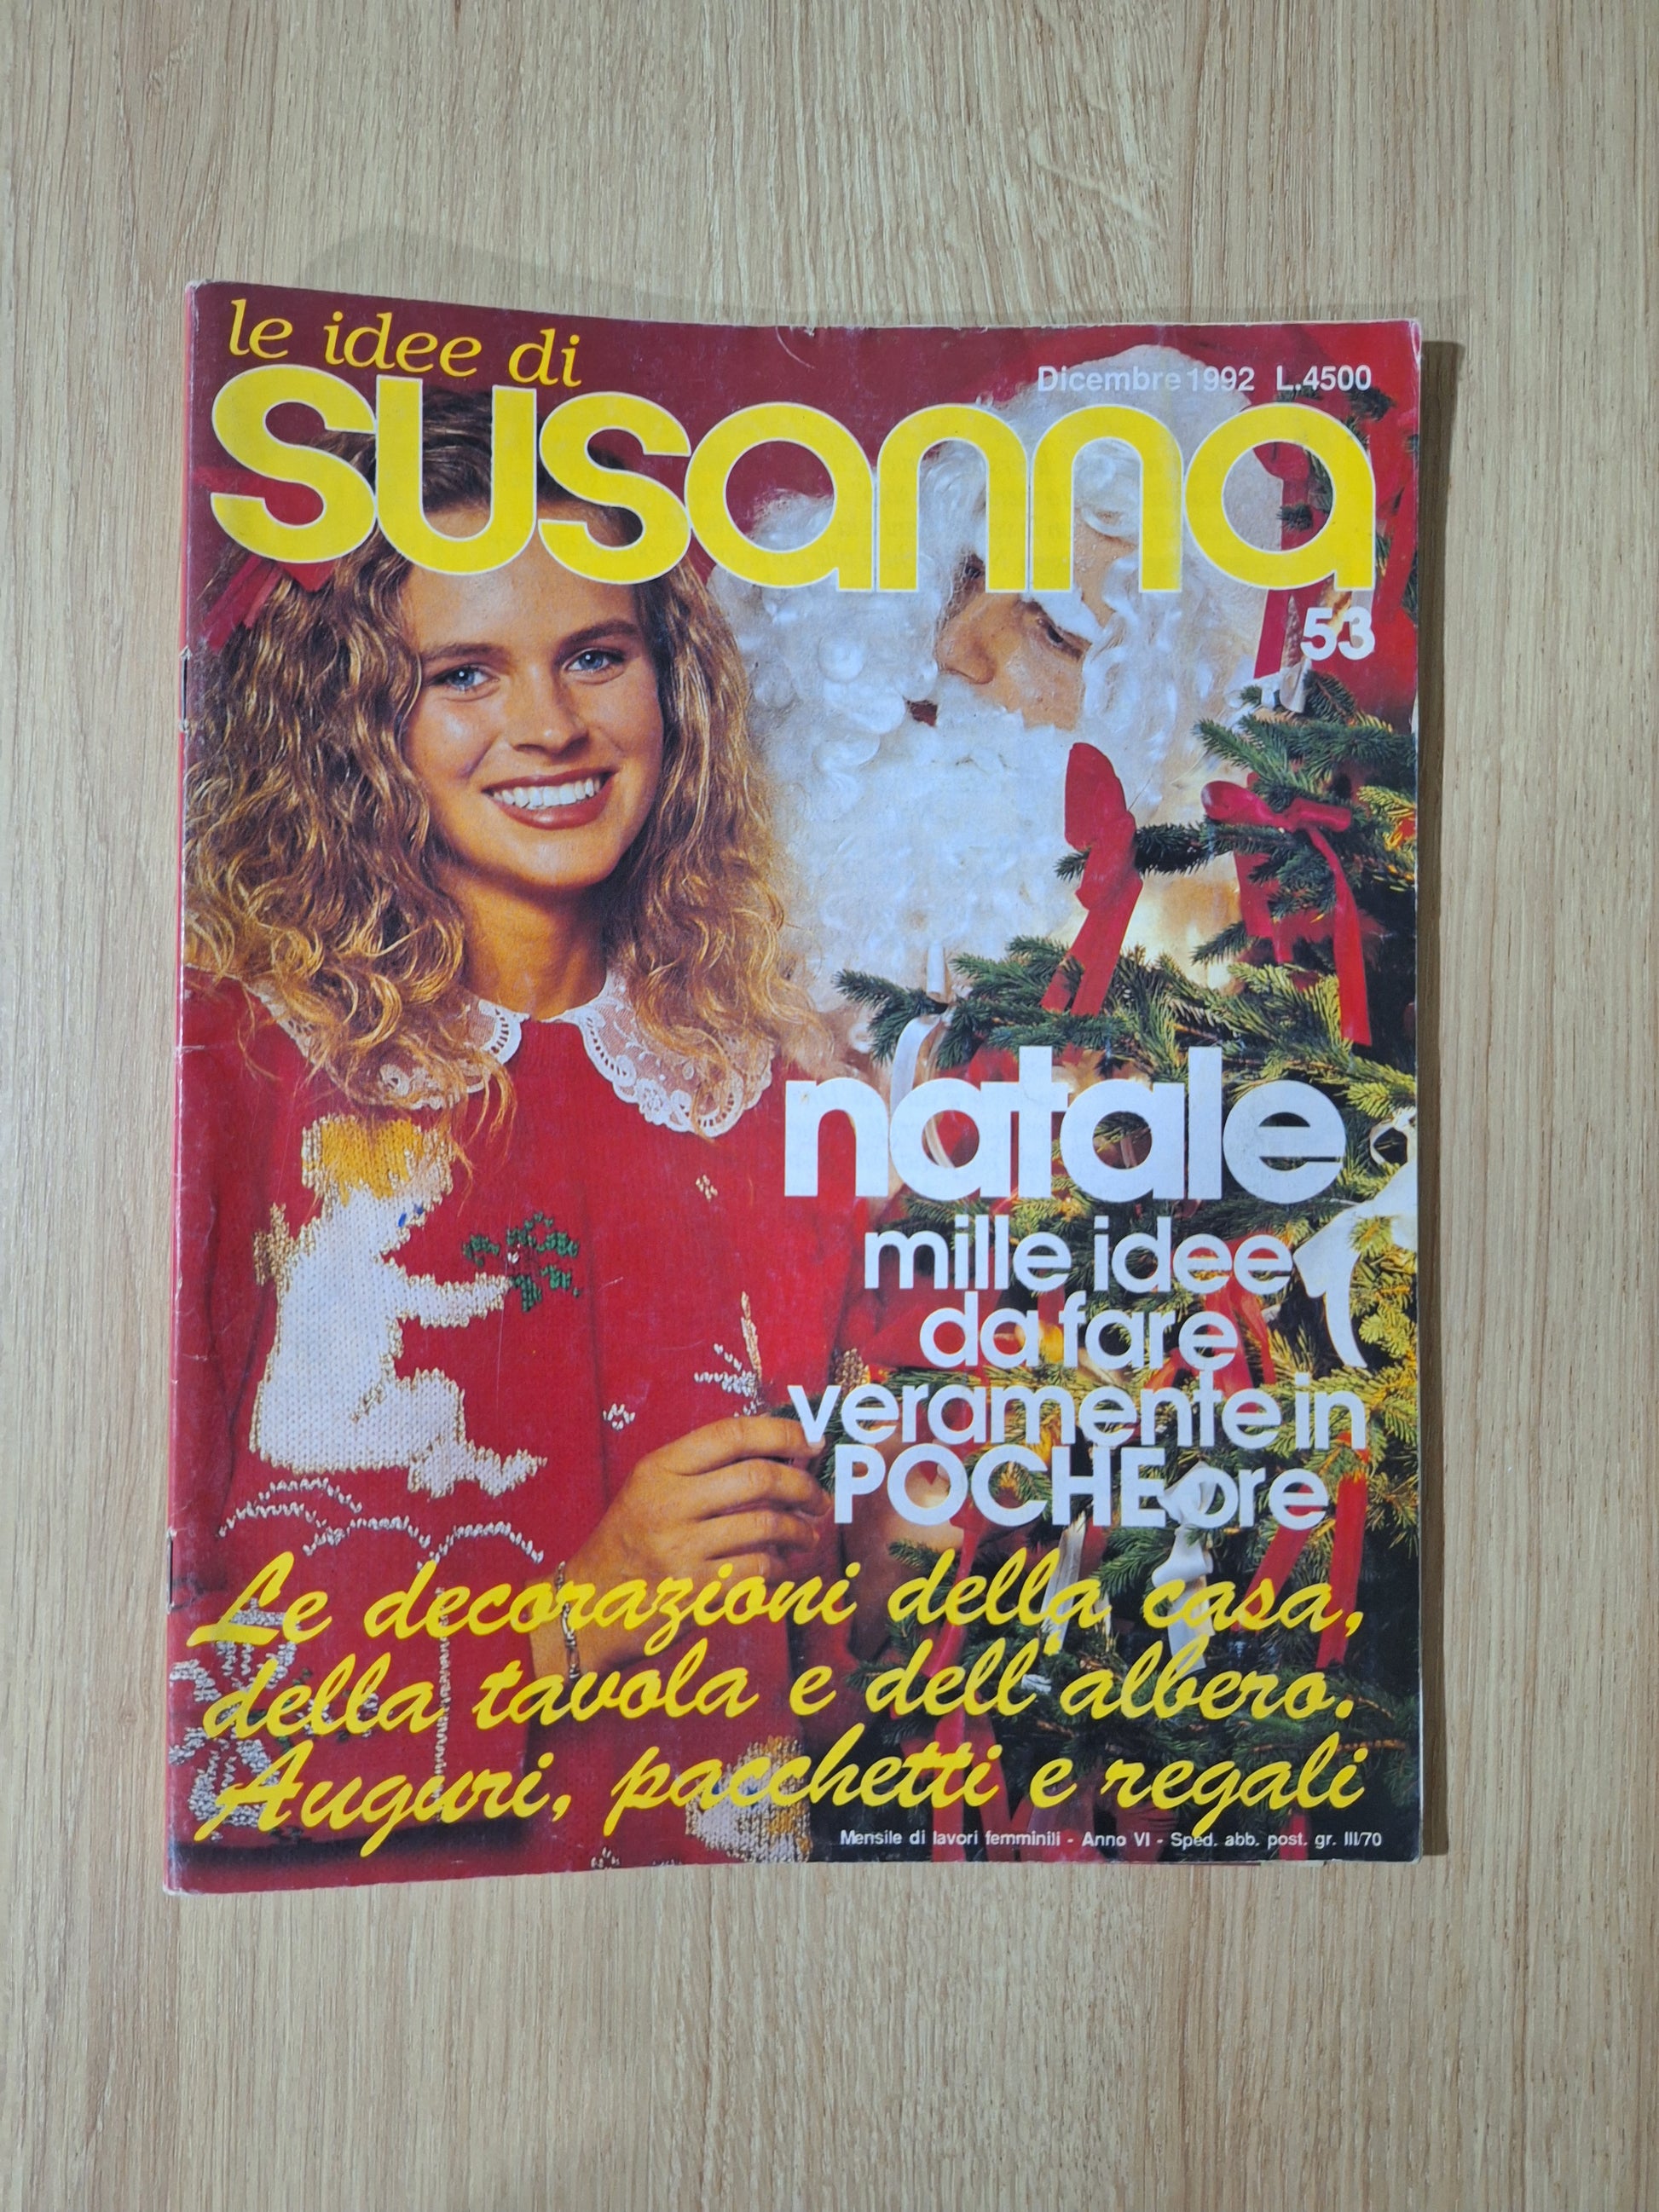 le idee di
susanna
Dicembre 1992 L.4500
53
natale
mille idee
da fare
veramente in
POCHE ore
Le decorazioni della casa,
della tavola e dell'albero.
Auguri, pacchetti e regali
Mensile di lavori femminili - Anno VI - Sped. abb. post. gr. III/70